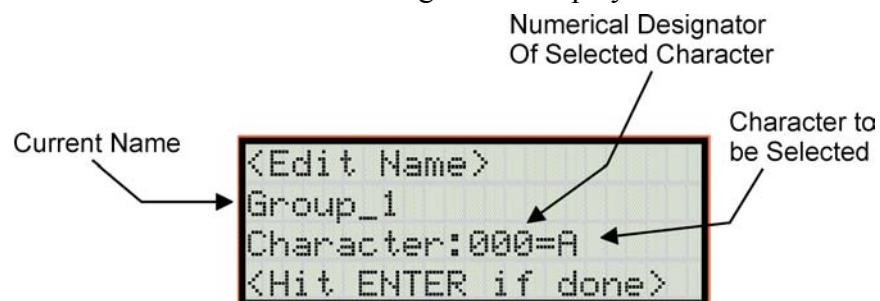 Numerical Designator
Of Selected Character
Character to
be Selected
Current Name
<Edit Name>
Group_1
Character:000=A
<Hit ENTER if done>